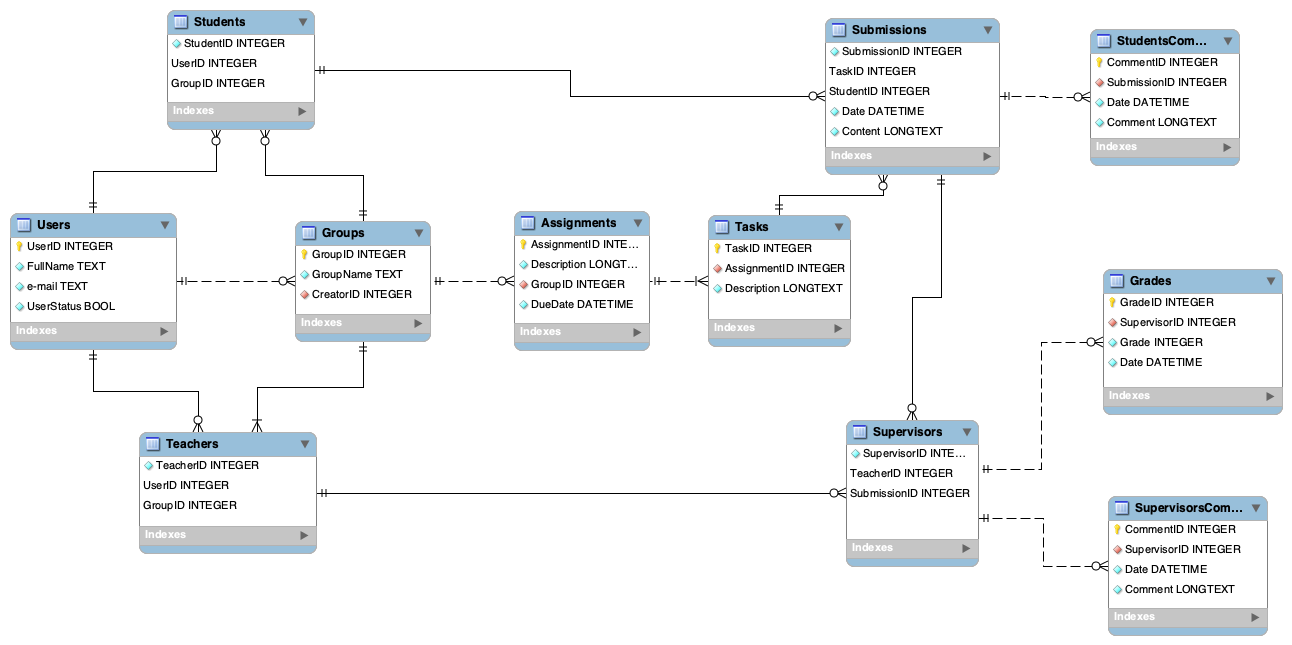 Students
StudentID INTEGER
UserID INTEGER
GroupID INTEGER
Indexes
Submissions
SubmissionID INTEGER
TaskID INTEGER
StudentID INTEGER
Date DATETIME
Content LONGTEXT
Indexes
StudentsCom...
CommentID INTEGER
SubmissionID INTEGER
Date DATETIME
Comment LONGTEXT
Indexes
Users
UserID INTEGER
FullName TEXT
e-mail TEXT
UserStatus BOOL
Indexes
Groups
GroupID INTEGER
GroupName TEXT
CreatorID INTEGER
Indexes
Assignments
AssignmentID INTE...
Description LONGT...
GroupID INTEGER
DueDate DATETIME
Indexes
Tasks
TaskID INTEGER
AssignmentID INTEGER
Description LONGTEXT
Indexes
Grades
GradeID INTEGER
SupervisorID INTEGER
Grade INTEGER
Date DATETIME
Indexes
Teachers
TeacherID INTEGER
UserID INTEGER
GroupID INTEGER
Indexes
Supervisors
SupervisorID INTE...
TeacherID INTEGER
SubmissionID INTEGER
Indexes
SupervisorsCom...
CommentID INTEGER
SupervisorID INTEGER
Date DATETIME
Comment LONGTEXT
Indexes